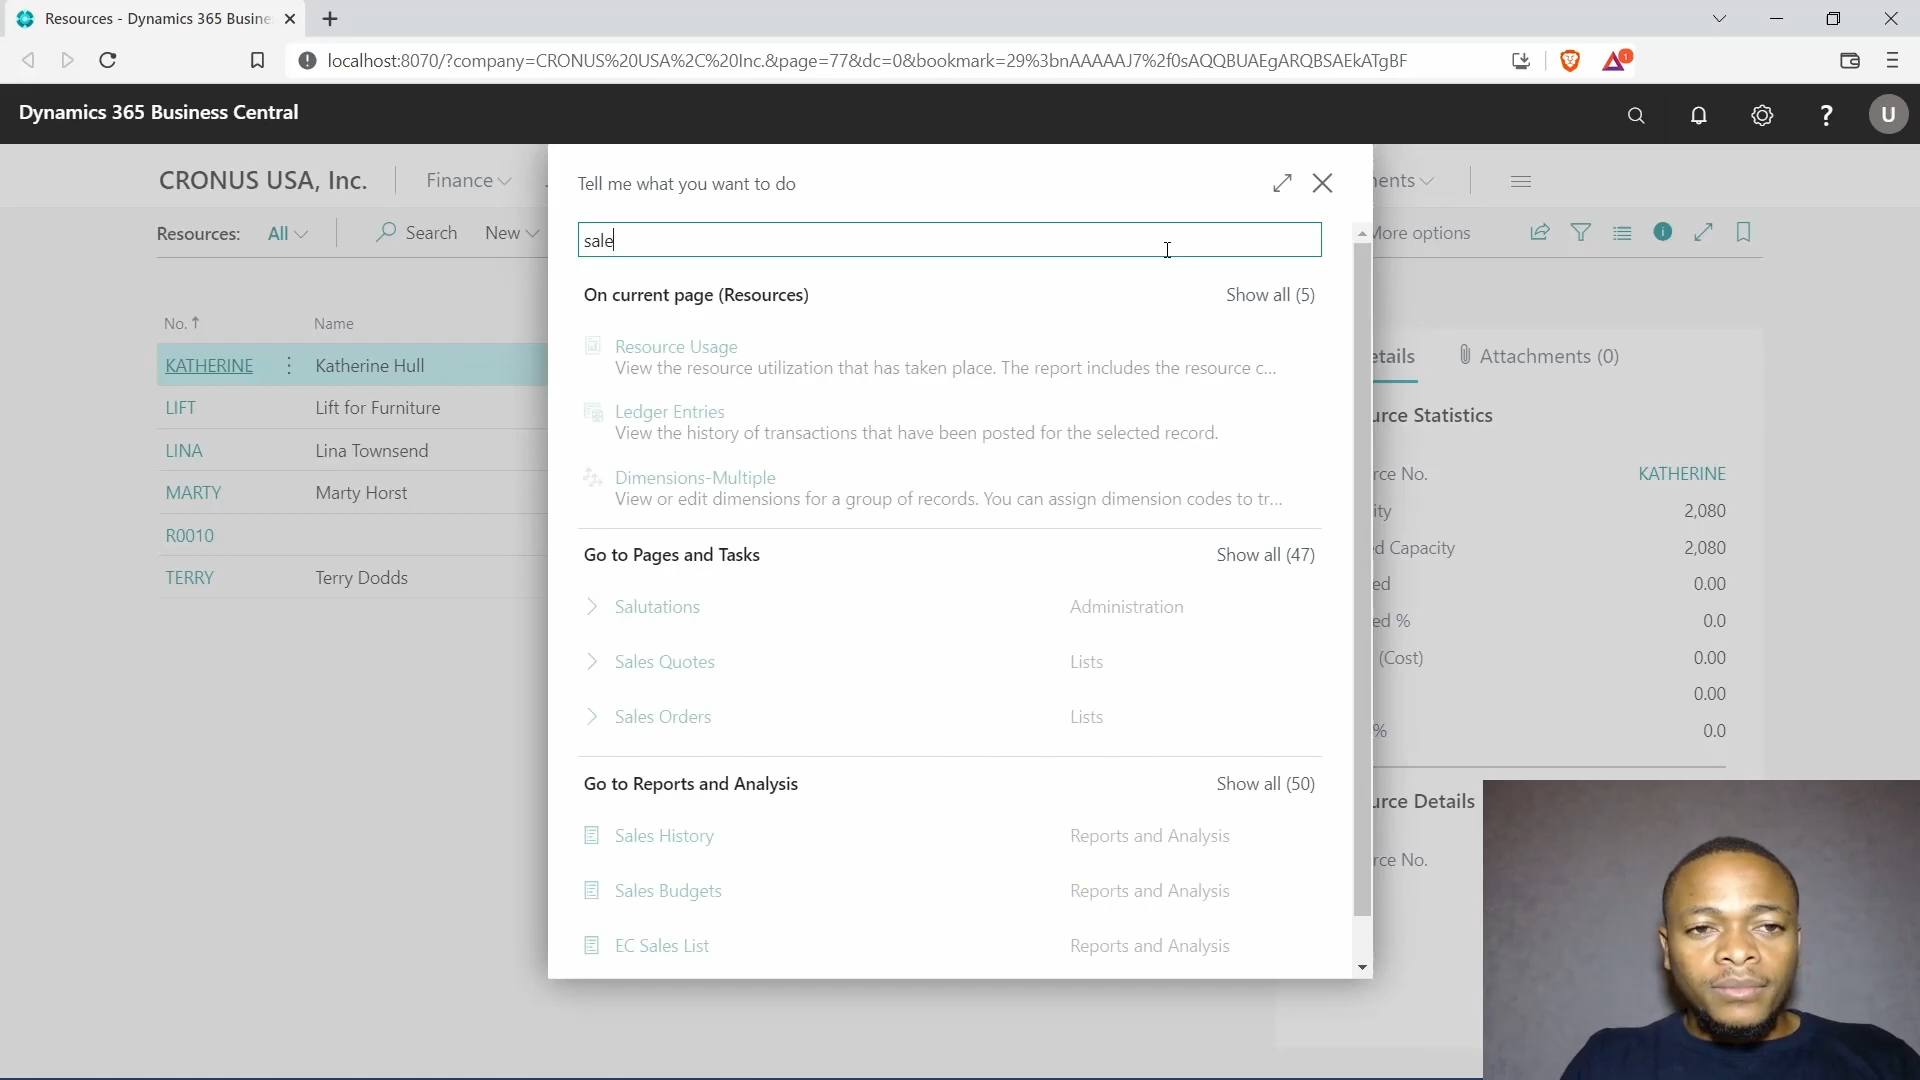 Resources - Dynamics 365 Busine
localhost:8070/?company=CRONUS%20USA%2C%20Inc.&page=77&dc=0&bookmark=29%3bnAAAAAJ7%2f0sAQQBUAEgARQBSAEkATgBF
1
Dynamics 365 Business Central
?
U
CRONUS USA, Inc.
Finance
ents
Resources:
All
Search
New
More options
No. ↑
Name
KATHERINE
Katherine Hull
LIFT
Lift for Furniture
LINA
Lina Townsend
MARTY
Marty Horst
R0010
TERRY
Terry Dodds
Tell me what you want to do
sale
On current page (Resources)
Show all (5)
Resource Usage
View the resource utilization that has taken place. The report includes the resource c...
Ledger Entries
View the history of transactions that have been posted for the selected record.
Dimensions-Multiple
View or edit dimensions for a group of records. You can assign dimension codes to tr...
Go to Pages and Tasks
Show all (47)
Salutations
Administration
Sales Quotes
Lists
Sales Orders
Lists
Go to Reports and Analysis
Show all (50)
Sales History
Reports and Analysis
Sales Budgets
Reports and Analysis
EC Sales List
Reports and Analysis
etails
Attachments (0)
urce Statistics
rce No.
KATHERINE
ity
2,080
d Capacity
2,080
ed
0.00
ed %
0.0
(Cost)
0.00
0.00
%
0.0
urce Details
rce No.